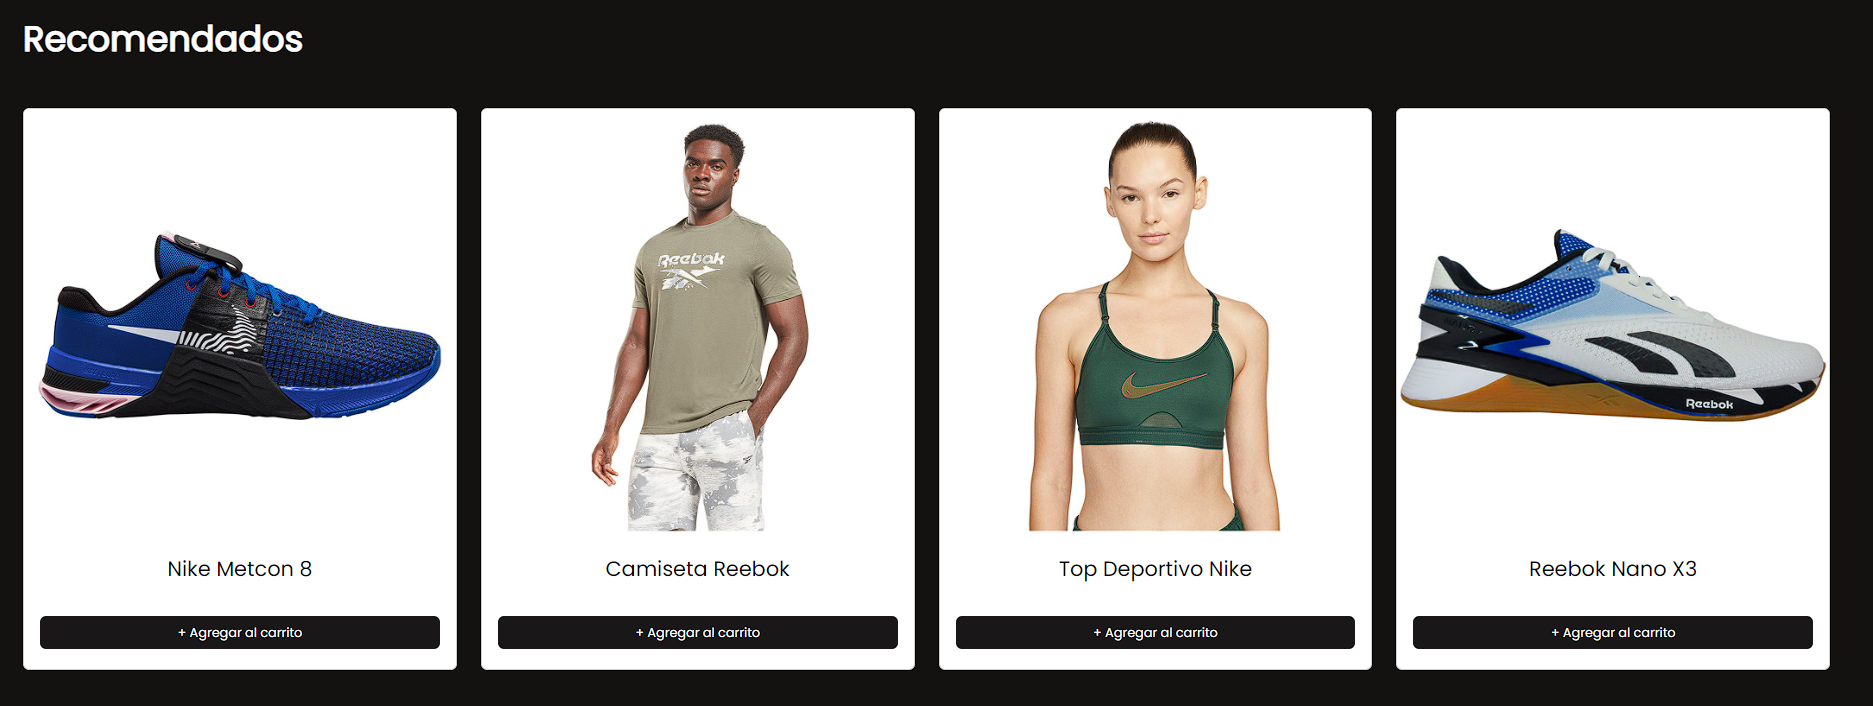 Recomendados
Reebok
Reebok
Nike Metcon 8
Camiseta Reebok
Top Deportivo Nike
Reebok Nano X3
+ Agregar al carrito
+ Agregar al carrito
+ Agregar al carrito
+ Agregar al carrito